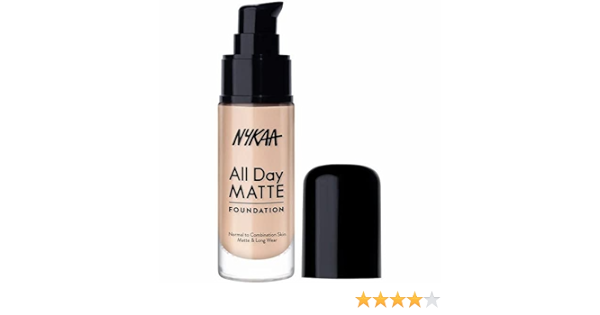 NYKAA
All Day
MATTE
FOUNDATION
Normal to Combination Skin
Matte & Long Wear